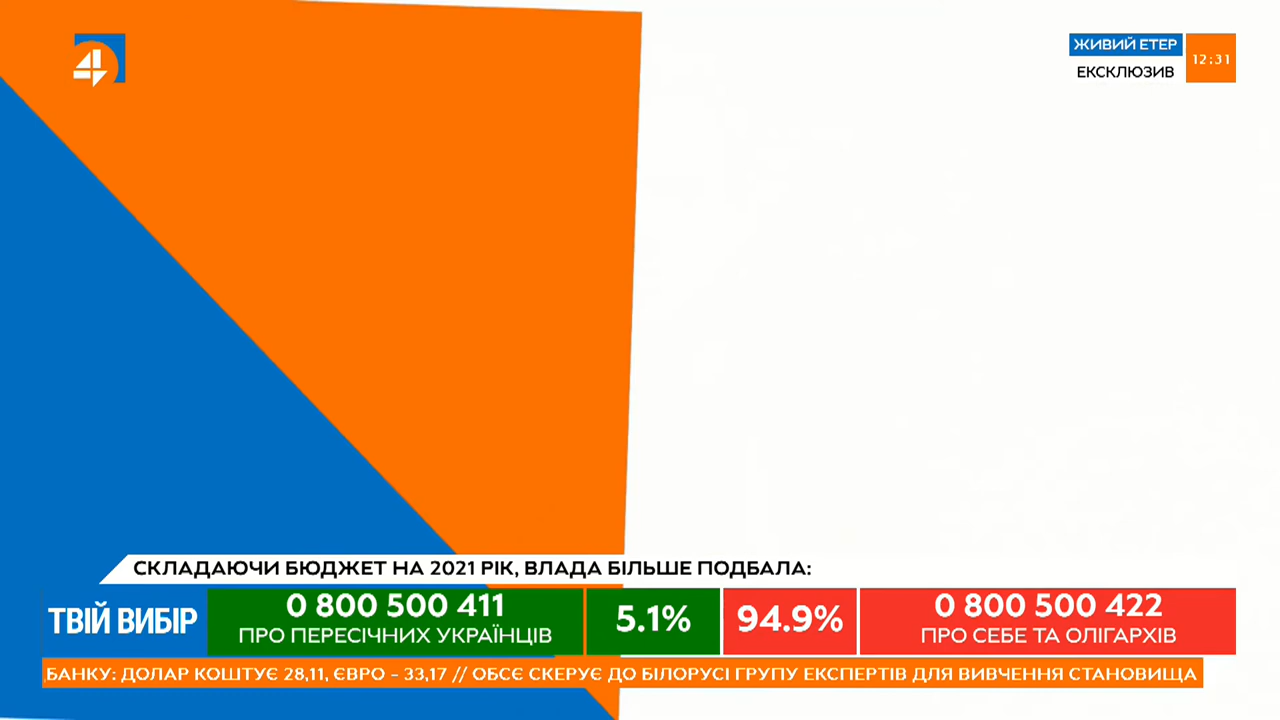 4
ЖИВИЙ ЕТЕР
12:31
ЕКСКЛЮЗИВ
СКЛАДАЮЧИ БЮДЖЕТ НА 2021 РІК, ВЛАДА БІЛЬШЕ ПОДБАЛА:
ТВІЙ ВИБІР
0 800 500 411
ПРО ПЕРЕСІЧНИХ УКРАЇНЦІВ
5.1%
94.9%
0 800 500 422
ПРО СЕБЕ ТА ОЛІГАРХІВ
БАНКУ: ДОЛАР КОШТУЄ 28,11, ЄВРО - 33,17 // ОБСЄ СКЕРУЄ ДО БІЛОРУСІ ГРУПУ ЕКСПЕРТІВ ДЛЯ ВИВЧЕННЯ СТАНОВИЩА